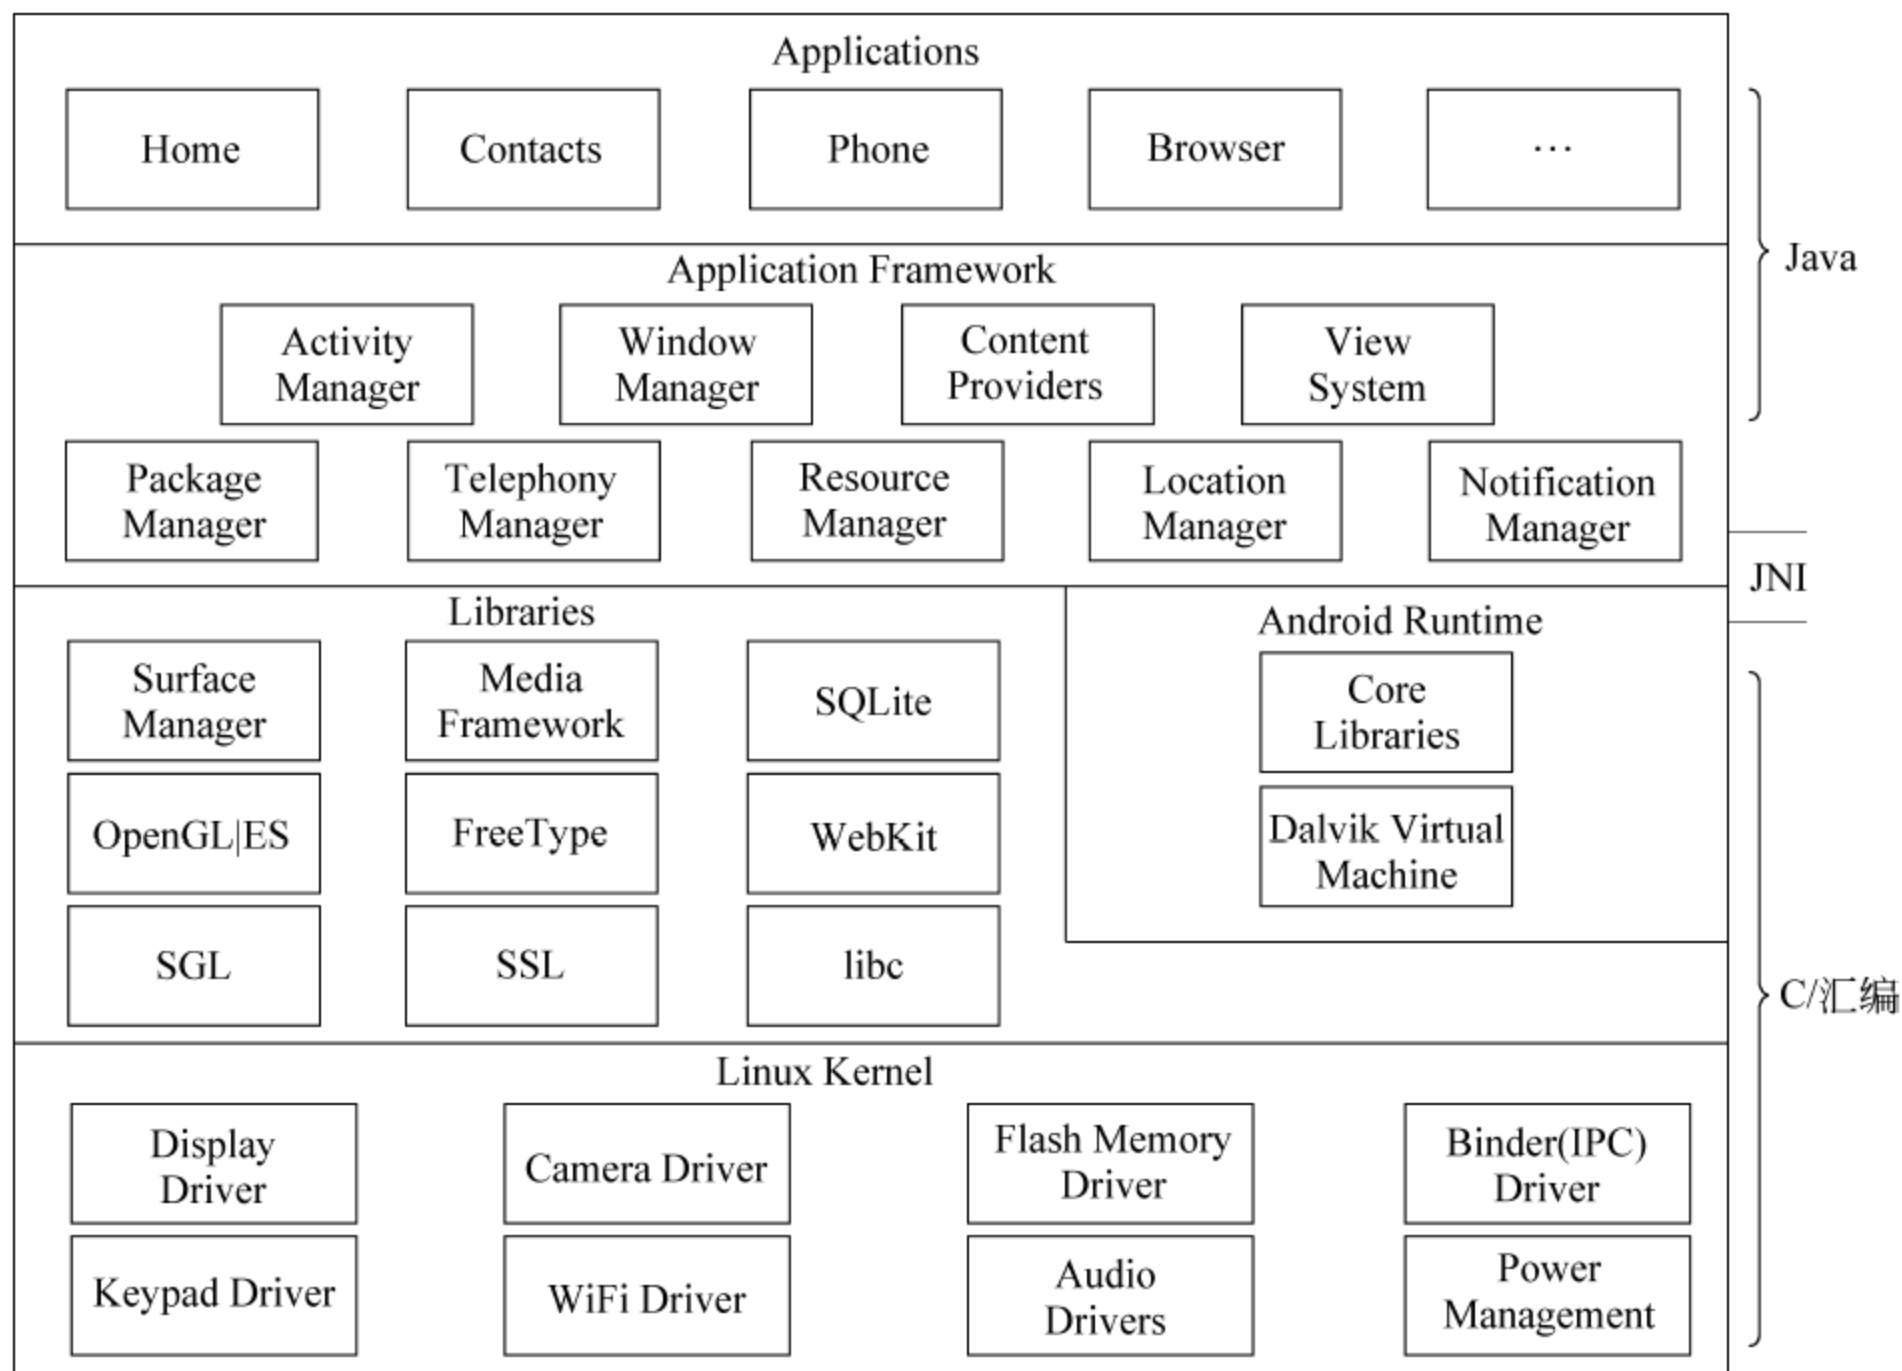 Applications
Home
Contacts
Phone
Browser
…
Java
Application Framework
Activity
Manager
Window
Manager
Content
Providers
View
System
Package
Manager
Telephony
Manager
Resource
Manager
Location
Manager
Notification
Manager
JNI
Libraries
Surface
Manager
Media
Framework
SQLite
OpenGL|ES
FreeType
WebKit
SGL
SSL
libc
Android Runtime
Core
Libraries
Dalvik Virtual
Machine
C/汇编
Linux Kernel
Display
Driver
Camera Driver
Flash Memory
Driver
Binder(IPC)
Driver
Keypad Driver
WiFi Driver
Audio
Drivers
Power
Management